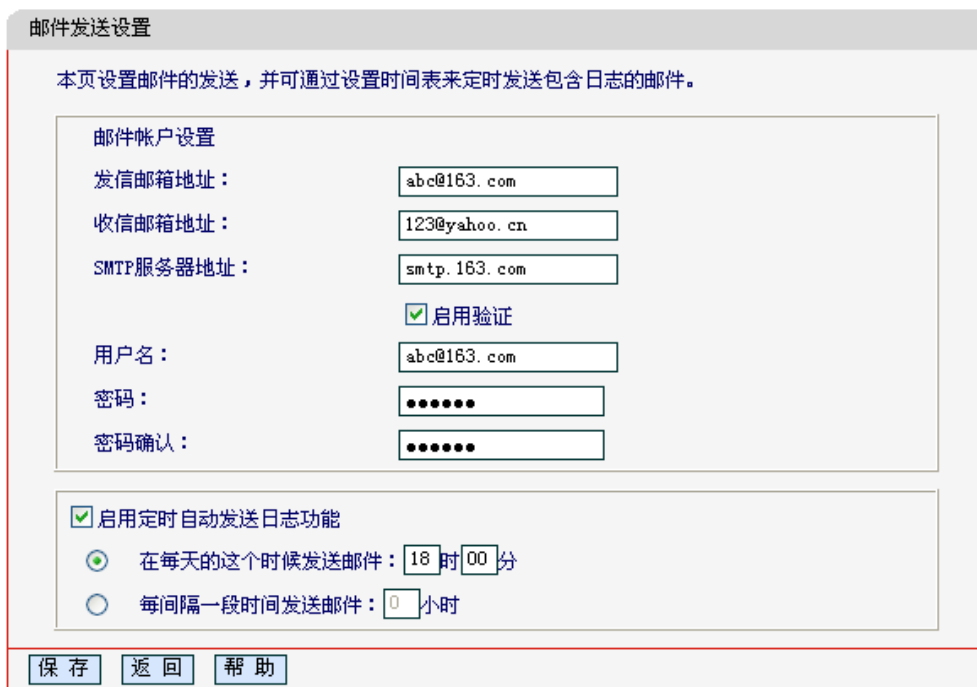 邮件发送设置
本页设置邮件的发送，并可通过设置时间表来定时发送包含日志的邮件。
邮件帐户设置
发信邮箱地址： abc@163.com
收信邮箱地址： 123@yahoo.cn
SMTP服务器地址： smtp.163.com
启用验证
用户名： abc@163.com
密码： ●●●●●●
密码确认： ●●●●●●
启用定时自动发送日志功能
在每天的这个时候发送邮件： 18 时 00 分
每间隔一段时间发送邮件： 0 小时
保 存 返 回 帮 助